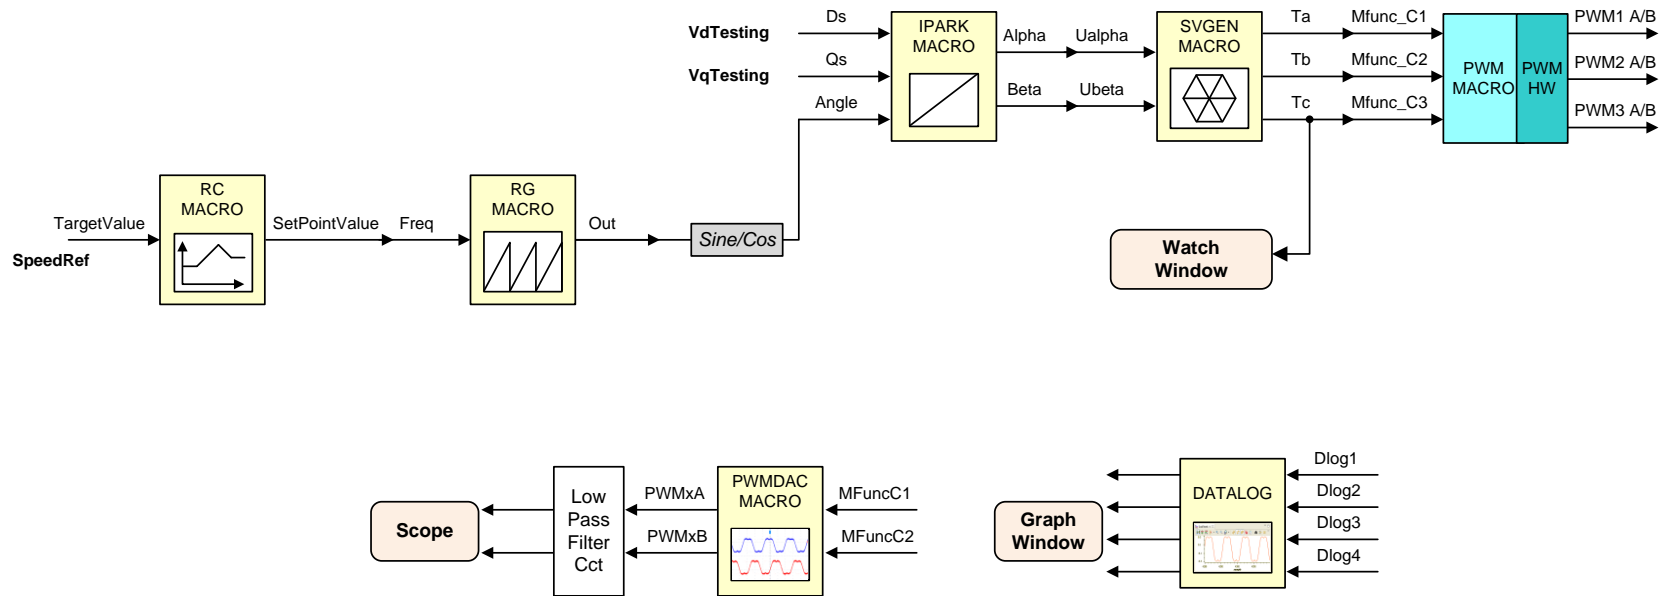 VdTesting
Ds
VqTesting
Qs
Angle
IPARK
MACRO
Alpha
Ualpha
Beta
Ubeta
SVGEN
MACRO
Ta
Mfunc_C1
Tb
Mfunc_C2
Tc
Mfunc_C3
PWM
MACRO
PWM
HW
PWM1 A/B
PWM2 A/B
PWM3 A/B
TargetValue
SpeedRef
RC
MACRO
SetPointValue
Freq
RG
MACRO
Out
Sine/Cos
Watch
Window
Scope
Low
Pass
Filter
Cct
PWMxA
PWMxB
PWMDAC
MACRO
MFuncC1
MFuncC2
Graph
Window
DATALOG
Dlog1
Dlog2
Dlog3
Dlog4